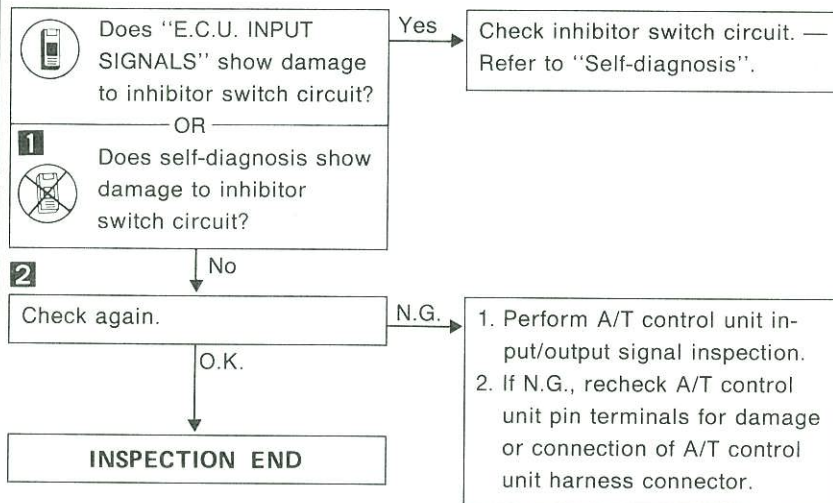 Does "E.C.U. INPUT
SIGNALS" show damage
to inhibitor switch circuit?
Yes
Check inhibitor switch circuit. —
Refer to "Self-diagnosis".
OR
1
Does self-diagnosis show
damage to inhibitor
switch circuit?
No
2
Check again.
N.G.
1. Perform A/T control unit in-
put/output signal inspection.
2. If N.G., recheck A/T control
unit pin terminals for damage
or connection of A/T control
unit harness connector.
O.K.
INSPECTION END